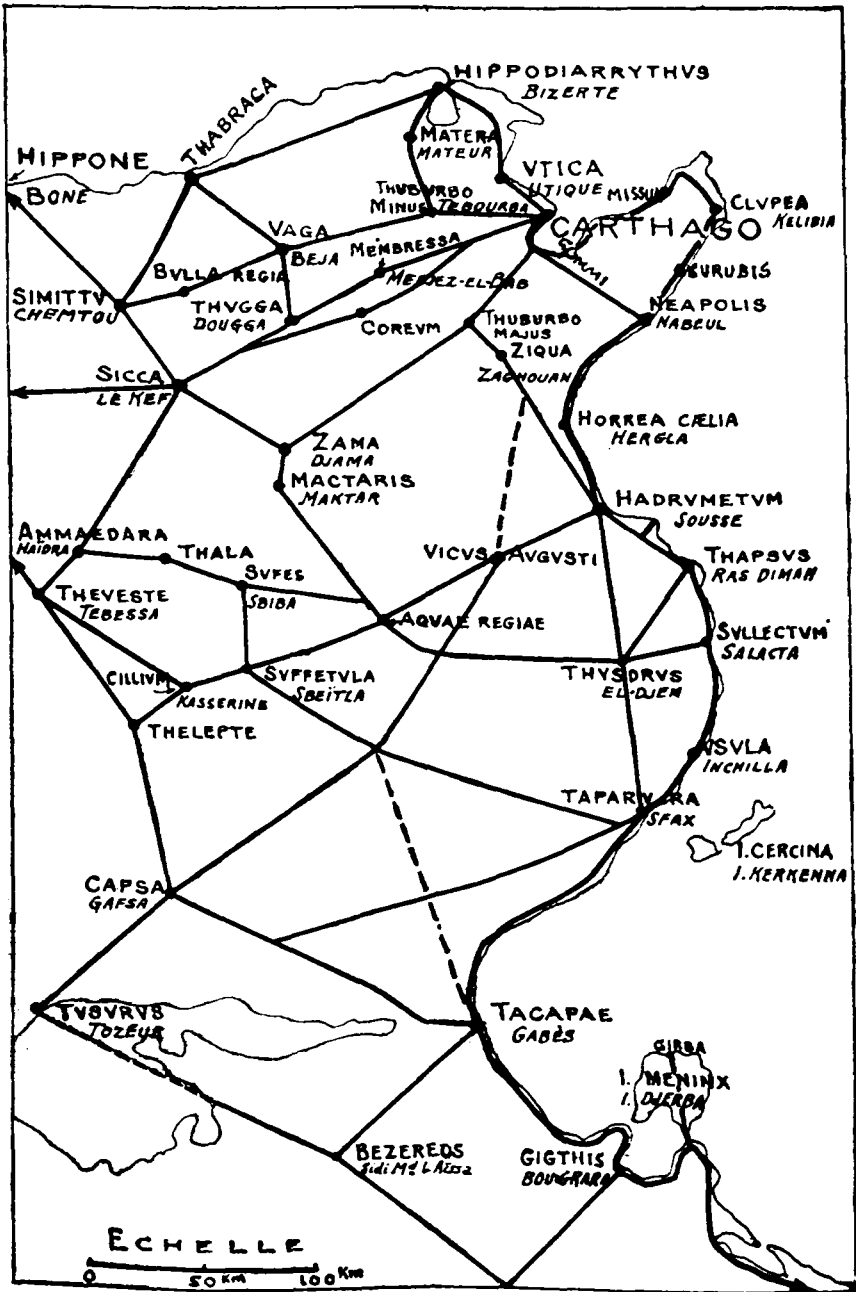 HIPPODIARRYTHVS
BIZERTE
THABRACA
MATERA
MATEUR
HIPPONE
BONE
VTICA
UTIQUE
MISSUA
CLVPEA
KELIBIA
THUBURBO
MINUS
TEBOURBA
CARTHAGO
VAGA
BEJA
MEMBRESSA
MEDJEZ-EL-BAB
BVLLA REGIA
CURUBIS
SIMITTV
CHEMTOU
THVGGA
DOUGGA
COREVM
NEAPOLIS
NABEUL
THUBURBO
MAJUS
ZIQUA
ZAGHOUAN
SICCA
LE KEF
HORREA CÆLIA
HERGLA
ZAMA
DJAMA
MACTARIS
MAKTAR
HADRVMETVM
SOUSSE
AMMAEDARA
HAÏDRA
THALA
VICVS AVGVSTI
THAPSVS
RAS DIMAH
SVFES
SBIBA
THEVESTE
TEBESSA
AQVAE REGIAE
SVLLECTVM
SALACTA
CILLIVM
KASSERINE
SVFFETVLA
SBEÏTLA
THYSDRVS
EL-DJEM
THELEPTE
VSVLA
INCHILLA
TAPARVRA
SFAX
I. CERCINA
I. KERKENNA
CAPSA
GAFSA
TVSVRVS
TOZEUR
TACAPAE
GABÈS
GIRBA
I. MENINX
I. DJERBA
BEZEREOS
Sidi Md
GIGTHIS
BOUGRARA
ECHELLE
0 50 KM 100 KM